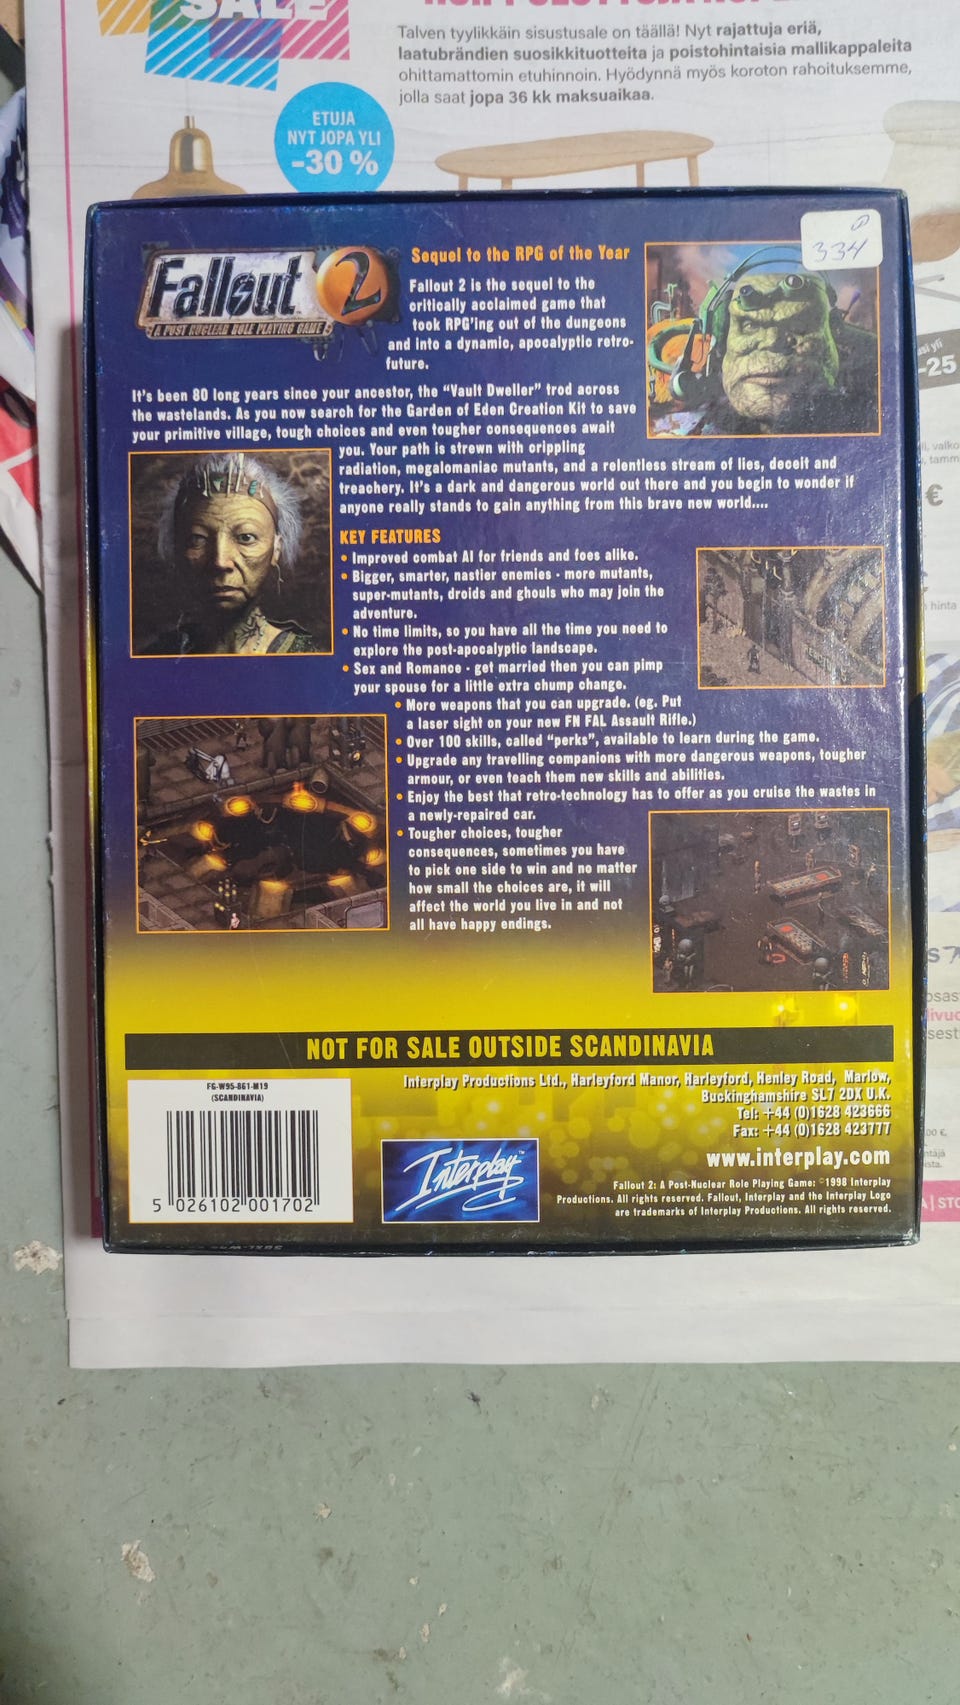 SALE
Talven tyylikkäin sisustusale on täällä! Nyt rajattuja eriä,
laatubrändien suosikkituotteita ja poistohintaisia mallikappaleita
ohittamattomin etuhinnoin. Hyödynnä myös koroton rahoituksemme,
jolla saat jopa 36 kk maksuaikaa.
ETUJA
NYT JOPA YLI
-30 %
334
Fallout 2
A POST NUCLEAR ROLE PLAYING GAME
Sequel to the RPG of the Year
Fallout 2 is the sequel to the
critically acclaimed game that
took RPG'ing out of the dungeons
and into a dynamic, apocalyptic retro-
future.
It's been 80 long years since your ancestor, the "Vault Dweller" trod across
the wastelands. As you now search for the Garden of Eden Creation Kit to save
your primitive village, tough choices and even tougher consequences await
you. Your path is strewn with crippling
radiation, megalomaniac mutants, and a relentless stream of lies, deceit and
treachery. It's a dark and dangerous world out there and you begin to wonder if
anyone really stands to gain anything from this brave new world....
KEY FEATURES
• Improved combat AI for friends and foes alike.
• Bigger, smarter, nastier enemies - more mutants,
super-mutants, droids and ghouls who may join the
adventure.
• No time limits, so you have all the time you need to
explore the post-apocalyptic landscape.
• Sex and Romance - get married then you can pimp
your spouse for a little extra chump change.
• More weapons that you can upgrade. (eg. Put
a laser sight on your new FN FAL Assault Rifle.)
• Over 100 skills, called "perks", available to learn during the game.
• Upgrade any travelling companions with more dangerous weapons, tougher
armour, or even teach them new skills and abilities.
• Enjoy the best that retro-technology has to offer as you cruise the wastes in
a newly-repaired car.
• Tougher choices, tougher
consequences, sometimes you have
to pick one side to win and no matter
how small the choices are, it will
affect the world you live in and not
all have happy endings.
NOT FOR SALE OUTSIDE SCANDINAVIA
FG-W95-861-M19
(SCANDINAVIA)
5 026102 001702
Interplay™
Interplay Productions Ltd., Harleyford Manor, Harleyford, Henley Road, Marlow,
Buckinghamshire SL7 2DX U.K.
Tel: +44 (0)1628 423666
Fax: +44 (0)1628 423777
www.interplay.com
Fallout 2: A Post-Nuclear Role Playing Game: ©1998 Interplay
Productions. All rights reserved. Fallout, Interplay and the Interplay Logo
are trademarks of Interplay Productions. All rights reserved.
-25
€
hinta